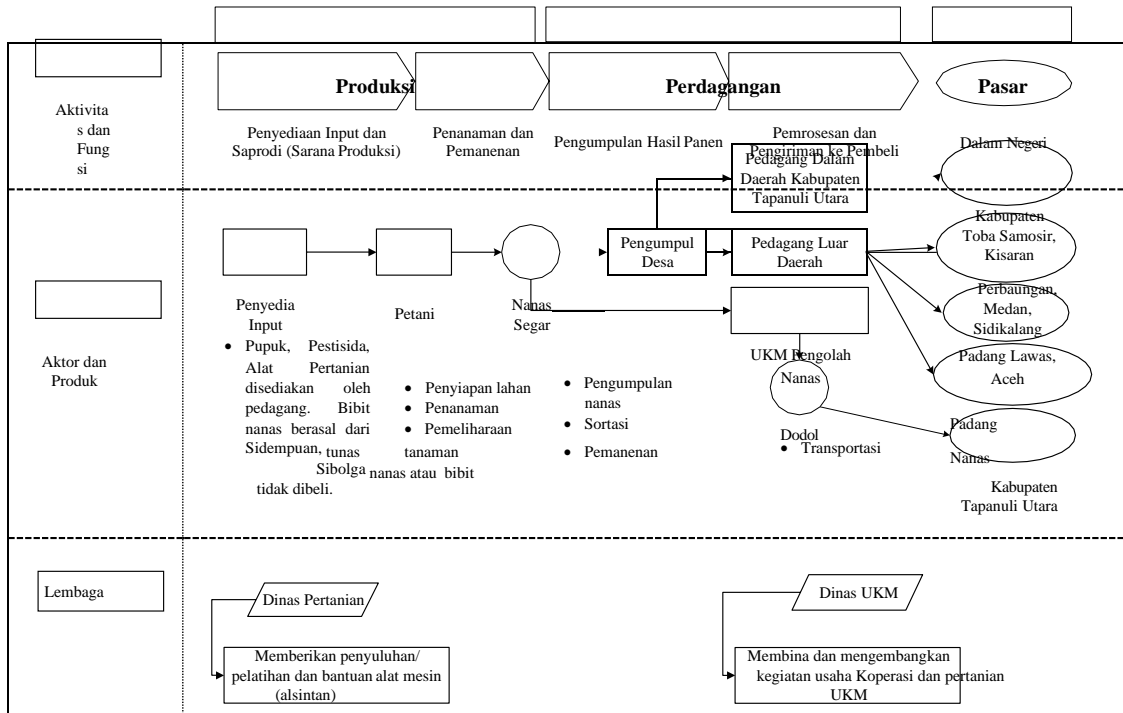 Produksi
Perdagangan
Pasar
Aktivita
s dan
Fung
si
Penyediaan Input dan
Saprodi (Sarana Produksi)
Penanaman dan
Pemanenan
Pengumpulan Hasil Panen
Pemrosesan dan
Pengiriman ke Pembeli
Dalam Negeri
Pedagang Dalam
Daerah Kabupaten
Tapanuli Utara
Pengumpul
Desa
Pedagang Luar
Daerah
Kabupaten
Toba Samosir,
Kisaran
Perbaungan,
Medan,
Sidikalang
Padang Lawas,
Aceh
Padang
Nanas
Kabupaten
Tapanuli Utara
Aktor dan
Produk
Penyedia
Input
Petani
Nanas
Segar
UKM Pengolah
Nanas
Dodol
• Transportasi
• Pupuk, Pestisida,
Alat Pertanian
disediakan oleh
pedagang. Bibit
nanas berasal dari
Sidempuan,
Sibolga
tidak dibeli.
• Penyiapan lahan
• Penanaman
• Pemeliharaan
tunas tanaman
nanas atau bibit
• Pengumpulan
nanas
• Sortasi
• Pemanenan
Lembaga
Dinas Pertanian
Memberikan penyuluhan/
pelatihan dan bantuan alat mesin
(alsintan)
Dinas UKM
Membina dan mengembangkan
kegiatan usaha Koperasi dan pertanian
UKM